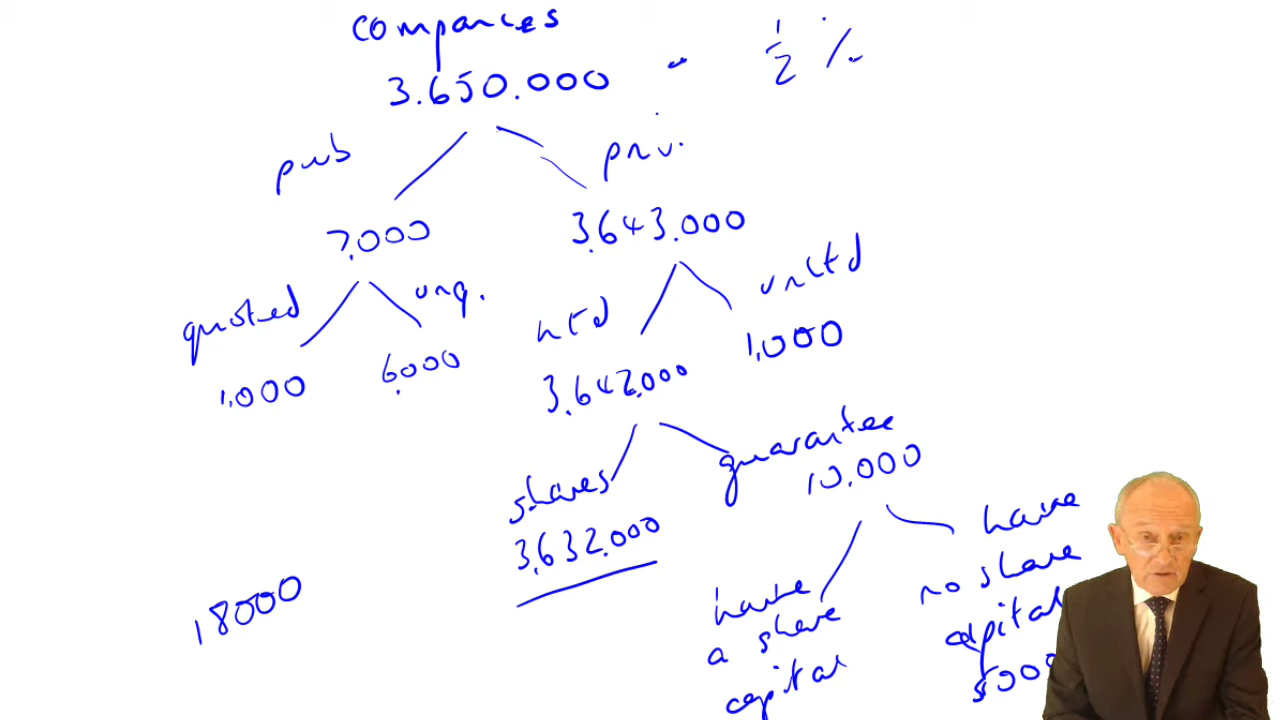 companies
3.650.000 - 1/2 %
pub
priv.
7.000
3.643.000
quoted
unq.
ltd
unltd
1,000
6,000
3.642.000
1,000
shares
guarantee
3,632.000
10.000
18000
have
a share
capital
have
no share
capital